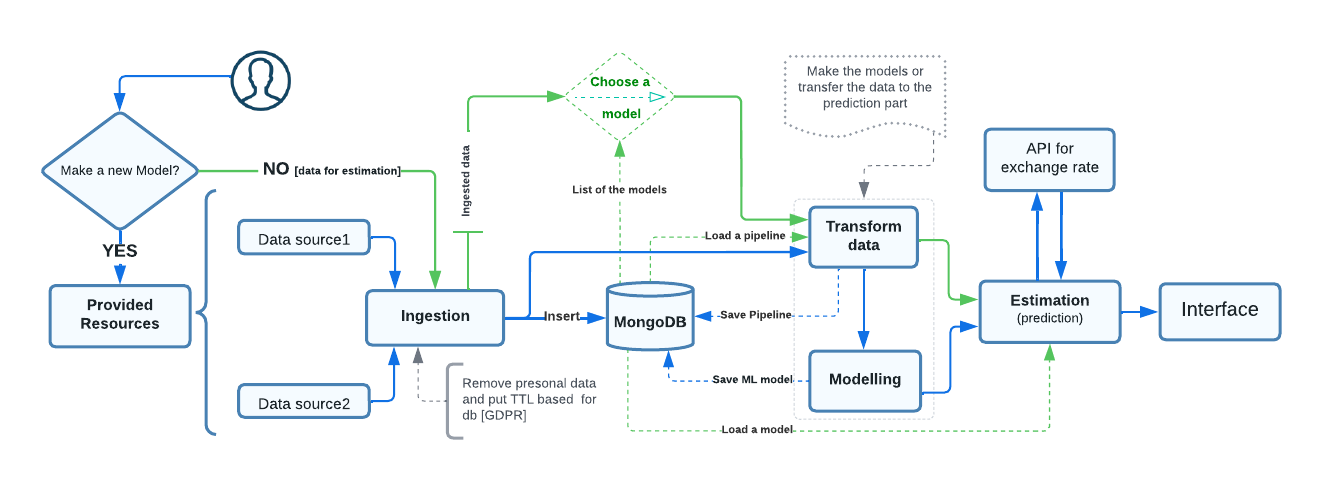 Make a new Model?
YES
Provided
Resources
NO [data for estimation]
Data source1
Data source2
Ingestion
Ingested data
Remove presonal data
and put TTL based for
db [GDPR]
Insert
Choose a
model
List of the models
MongoDB
Load a pipeline
Save Pipeline
Save ML model
Load a model
Make the models or
transfer the data to the
prediction part
Transform
data
Modelling
API for
exchange rate
Estimation
(prediction)
Interface